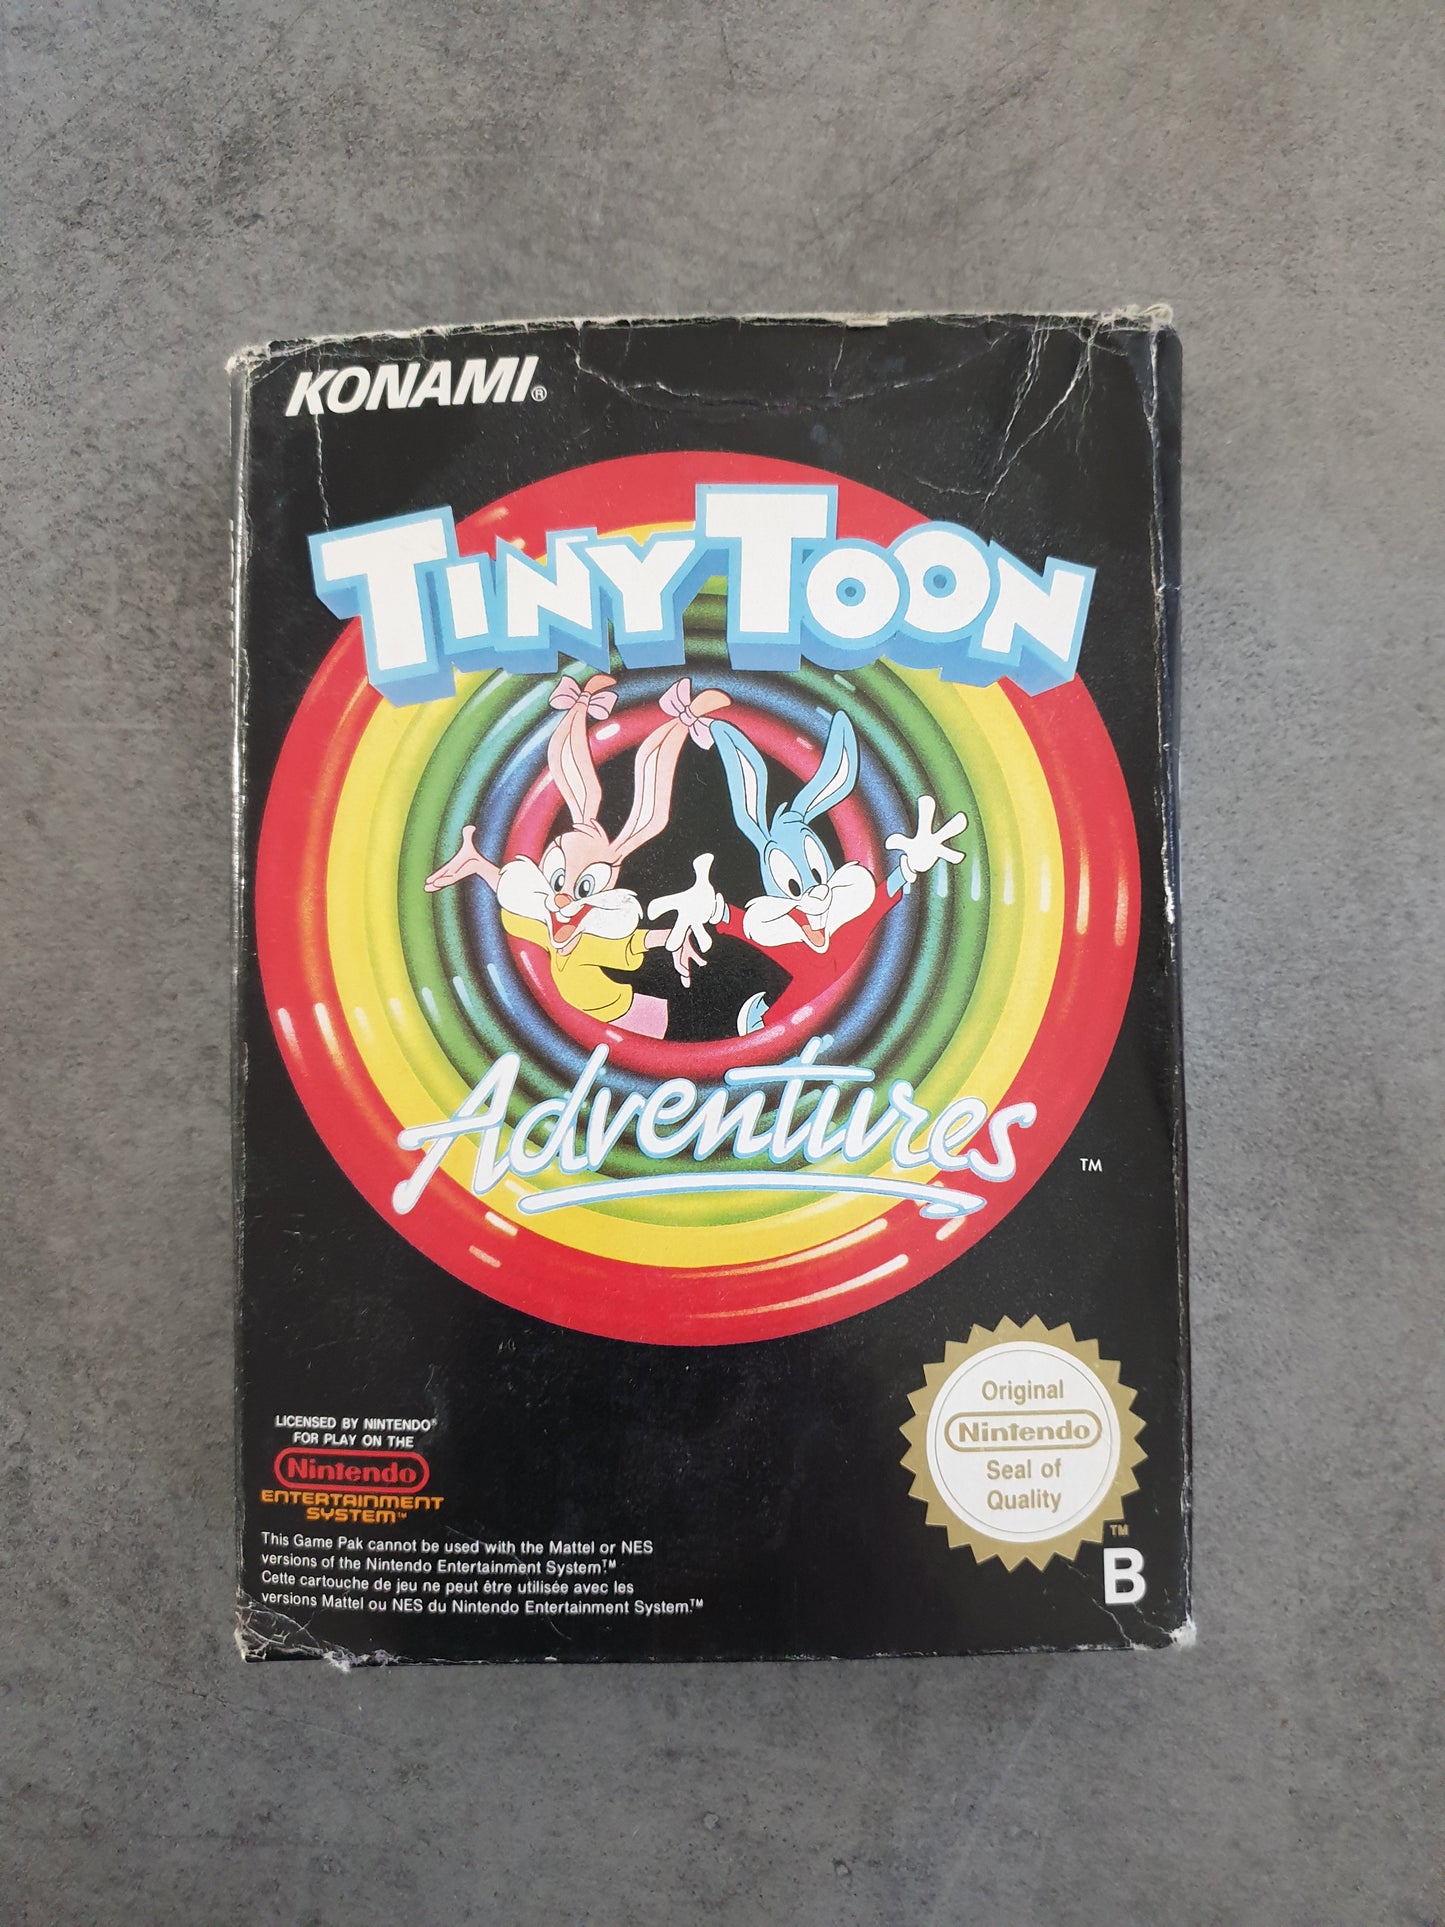 KONAMI®
TINY TOON
Adventures
TM
LICENSED BY NINTENDO®
FOR PLAY ON THE
Nintendo
ENTERTAINMENT
SYSTEM™
This Game Pak cannot be used with the Mattel or NES
versions of the Nintendo Entertainment System.™
Cette cartouche de jeu ne peut être utilisée avec les
versions Mattel ou NES du Nintendo Entertainment System.™
Original
Nintendo
Seal of
Quality
TM
B